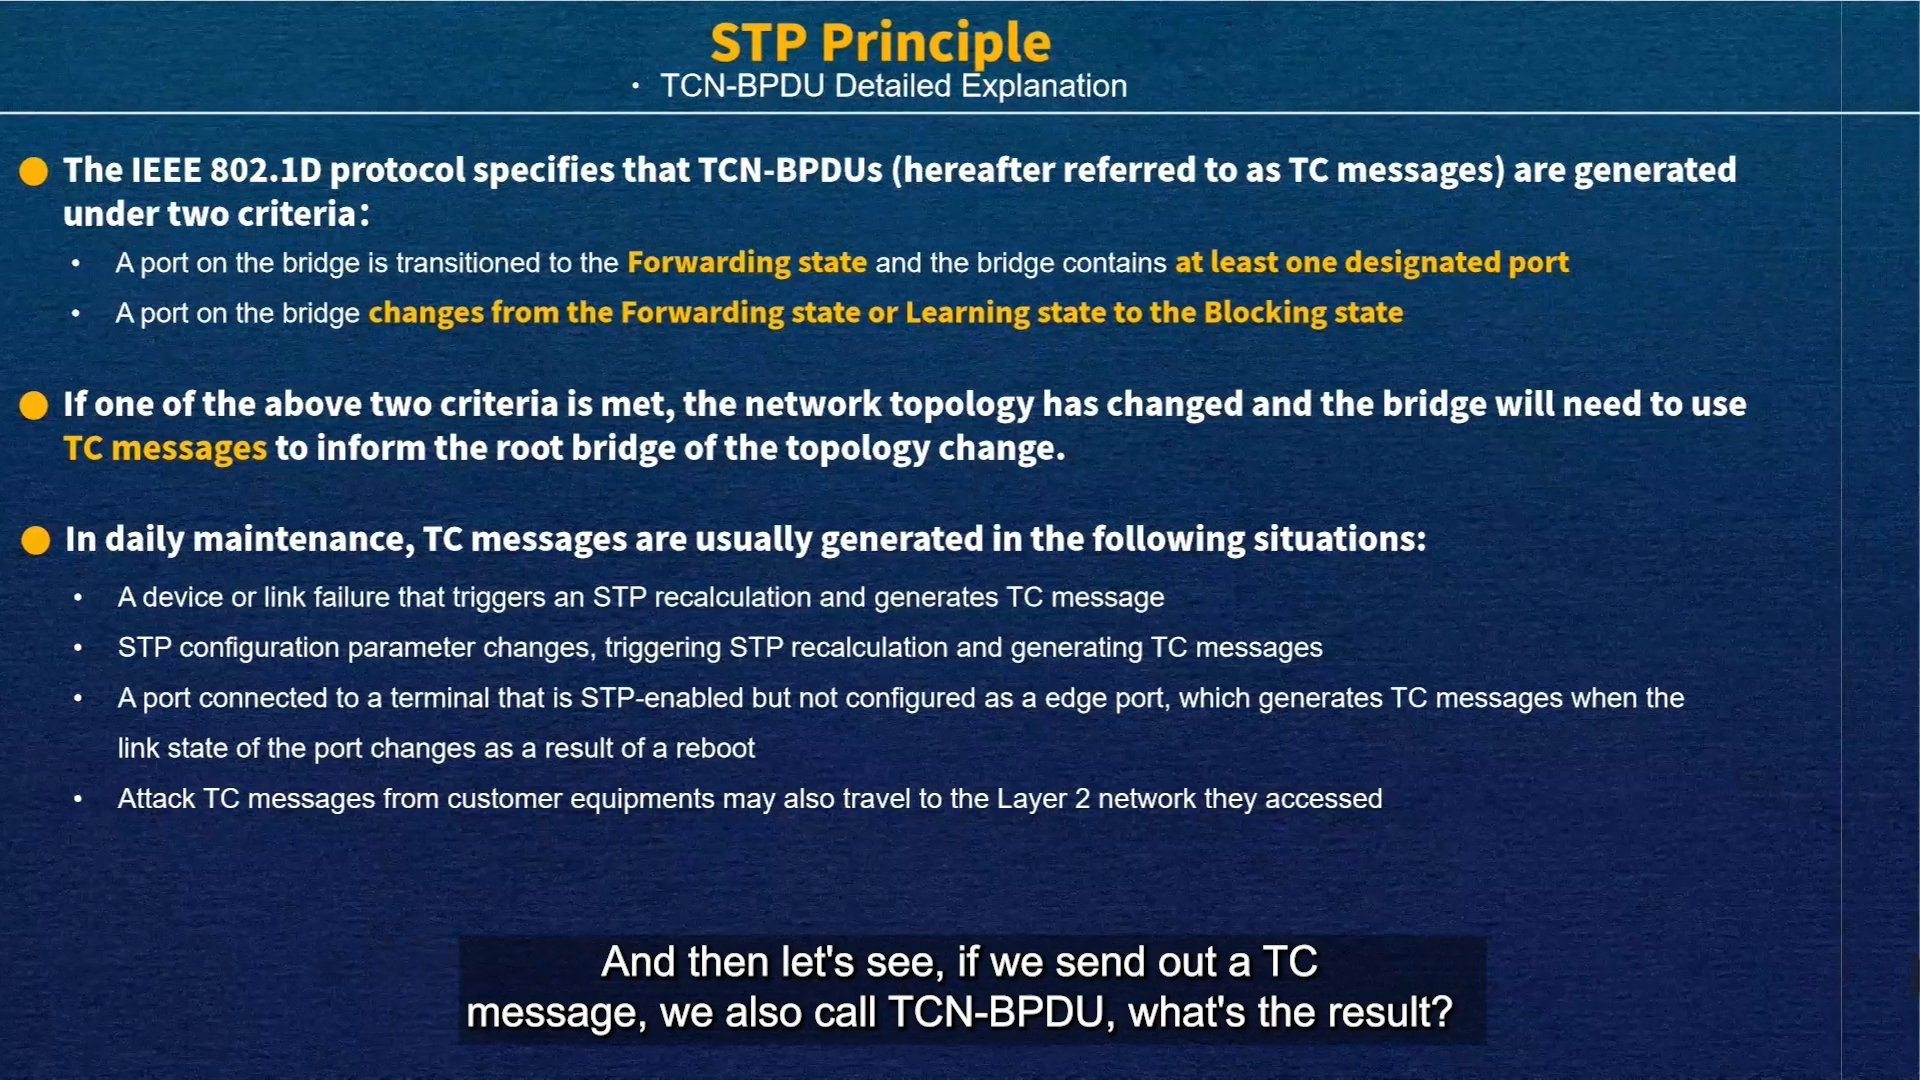 STP Principle
• TCN-BPDU Detailed Explanation
The IEEE 802.1D protocol specifies that TCN-BPDUs (hereafter referred to as TC messages) are generated
under two criteria：
• A port on the bridge is transitioned to the Forwarding state and the bridge contains at least one designated port
• A port on the bridge changes from the Forwarding state or Learning state to the Blocking state
If one of the above two criteria is met, the network topology has changed and the bridge will need to use
TC messages to inform the root bridge of the topology change.
In daily maintenance, TC messages are usually generated in the following situations:
• A device or link failure that triggers an STP recalculation and generates TC message
• STP configuration parameter changes, triggering STP recalculation and generating TC messages
• A port connected to a terminal that is STP-enabled but not configured as a edge port, which generates TC messages when the
link state of the port changes as a result of a reboot
• Attack TC messages from customer equipments may also travel to the Layer 2 network they accessed
And then let's see, if we send out a TC
message, we also call TCN-BPDU, what's the result?